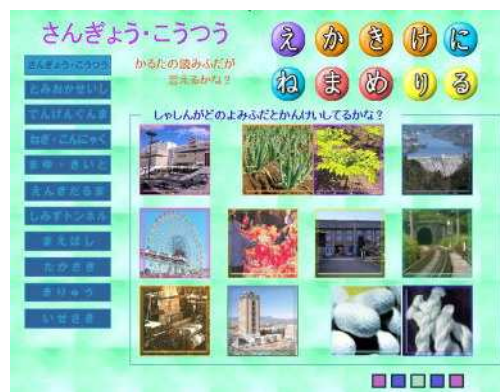 さんぎょう・こうつう
かるたの読みふだが
言えるかな？
え か き け に
ね ま め り る
しゃしんがどのよみふだとかんけいしてるかな？
さんぎょう・こうつう
とみおかせいし
でんげんぐんま
ねぎ・こんにゃく
まゆ・きいと
えんぎだるま
しみずトンネル
まえばし
たかさき
きりゅう
いせさき